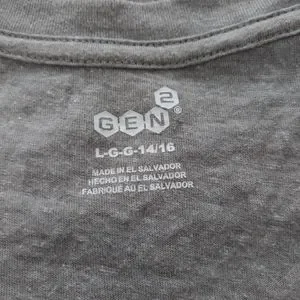 GEN2®
L-G-G-14/16
MADE IN EL SALVADOR
HECHO EN EL SALVADOR
FABRIQUÉ AU EL SALVADOR